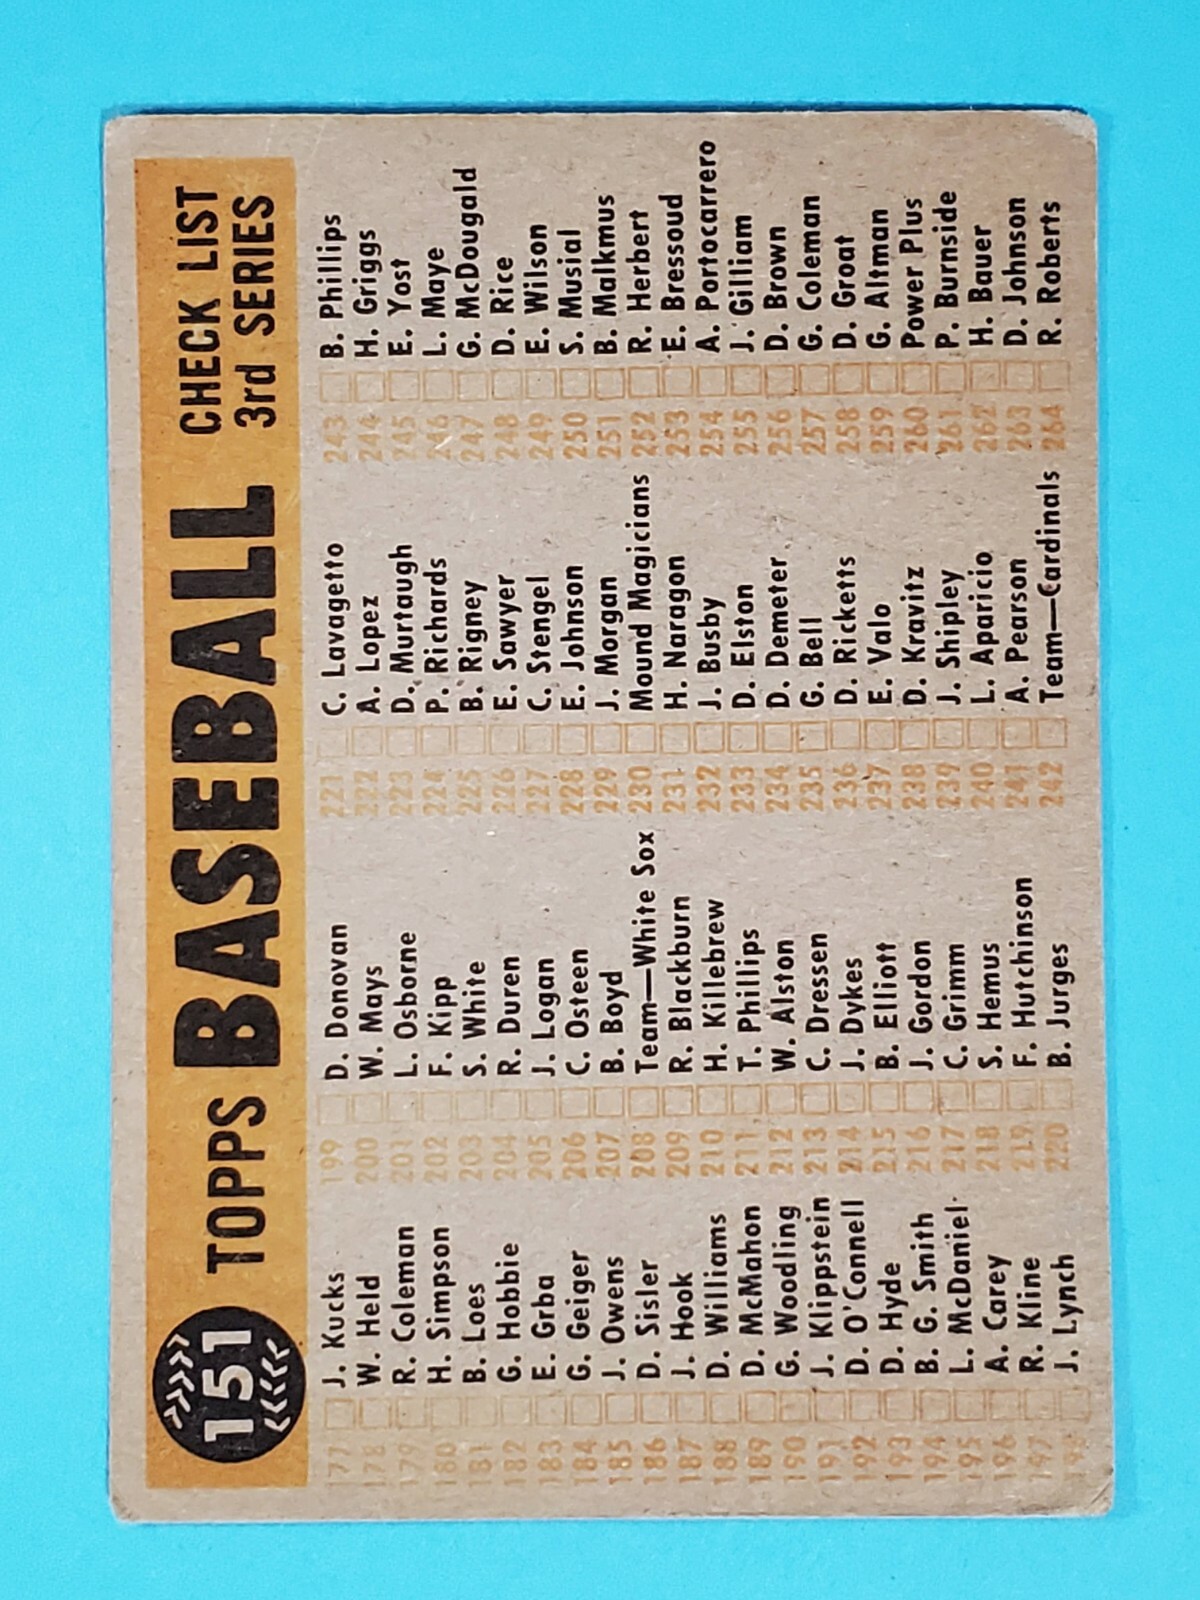 151 TOPPS BASEBALL CHECK LIST
3rd SERIES
177 J. Kucks
178 W. Held
179 R. Coleman
180 H. Simpson
181 B. Loes
182 G. Hobbie
183 E. Grba
184 G. Geiger
185 J. Owens
186 D. Sisler
187 J. Hook
188 D. Williams
189 D. McMahon
190 G. Woodling
191 J. Klippstein
192 D. O'Connell
193 D. Hyde
194 B. G. Smith
195 L. McDaniel
196 A. Carey
197 R. Kline
198 J. Lynch
199 D. Donovan
200 W. Mays
201 L. Osborne
202 F. Kipp
203 S. White
204 R. Duren
205 J. Logan
206 C. Osteen
207 B. Boyd
208 Team—White Sox
209 R. Blackburn
210 H. Killebrew
211 T. Phillips
212 W. Alston
213 C. Dressen
214 J. Dykes
215 B. Elliott
216 J. Gordon
217 C. Grimm
218 S. Hemus
219 F. Hutchinson
220 B. Jurges
221 C. Lavagetto
222 A. Lopez
223 D. Murtaugh
224 P. Richards
225 B. Rigney
226 E. Sawyer
227 C. Stengel
228 E. Johnson
229 J. Morgan
230 Mound Magicians
231 H. Naragon
232 J. Busby
233 D. Elston
234 D. Demeter
235 G. Bell
236 D. Ricketts
237 E. Valo
238 D. Kravitz
239 J. Shipley
240 L. Aparicio
241 A. Pearson
242 Team—Cardinals
243 B. Phillips
244 H. Griggs
245 E. Yost
246 L. Maye
247 G. McDougald
248 D. Rice
249 E. Wilson
250 S. Musial
251 B. Malkmus
252 R. Herbert
253 E. Bressoud
254 A. Portocarrero
255 J. Gilliam
256 D. Brown
257 G. Coleman
258 D. Groat
259 G. Altman
260 Power Plus
261 P. Burnside
262 H. Bauer
263 D. Johnson
264 R. Roberts